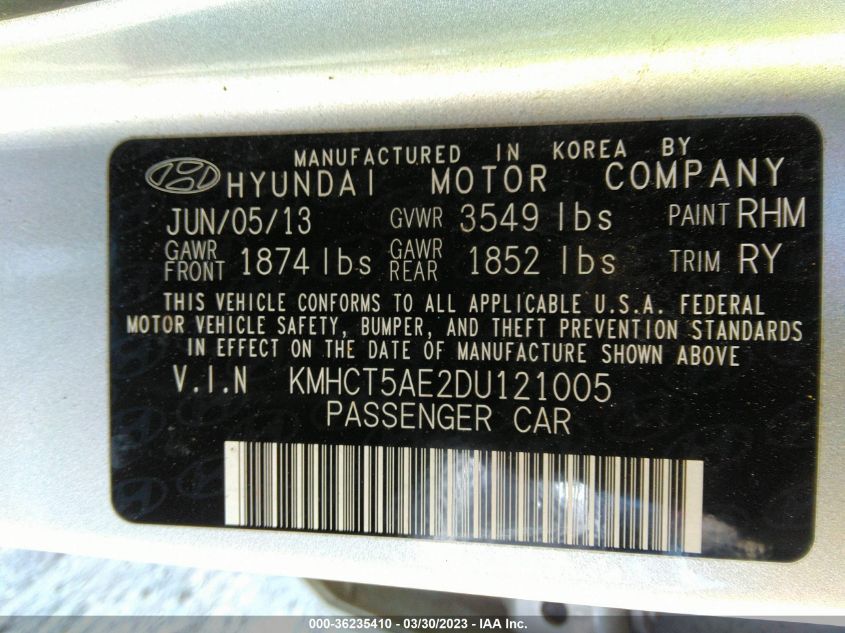 MANUFACTURED IN KOREA BY
HYUNDAI MOTOR COMPANY
JUN/05/13 GVWR 3549 lbs PAINT RHM
GAWR FRONT 1874 lbs GAWR REAR 1852 lbs TRIM RY
THIS VEHICLE CONFORMS TO ALL APPLICABLE U.S.A. FEDERAL
MOTOR VEHICLE SAFETY, BUMPER, AND THEFT PREVENTION STANDARDS
IN EFFECT ON THE DATE OF MANUFACTURE SHOWN ABOVE
V.I.N KMHCT5AE2DU121005
PASSENGER CAR
000-36235410 - 03/30/2023 - IAA Inc.